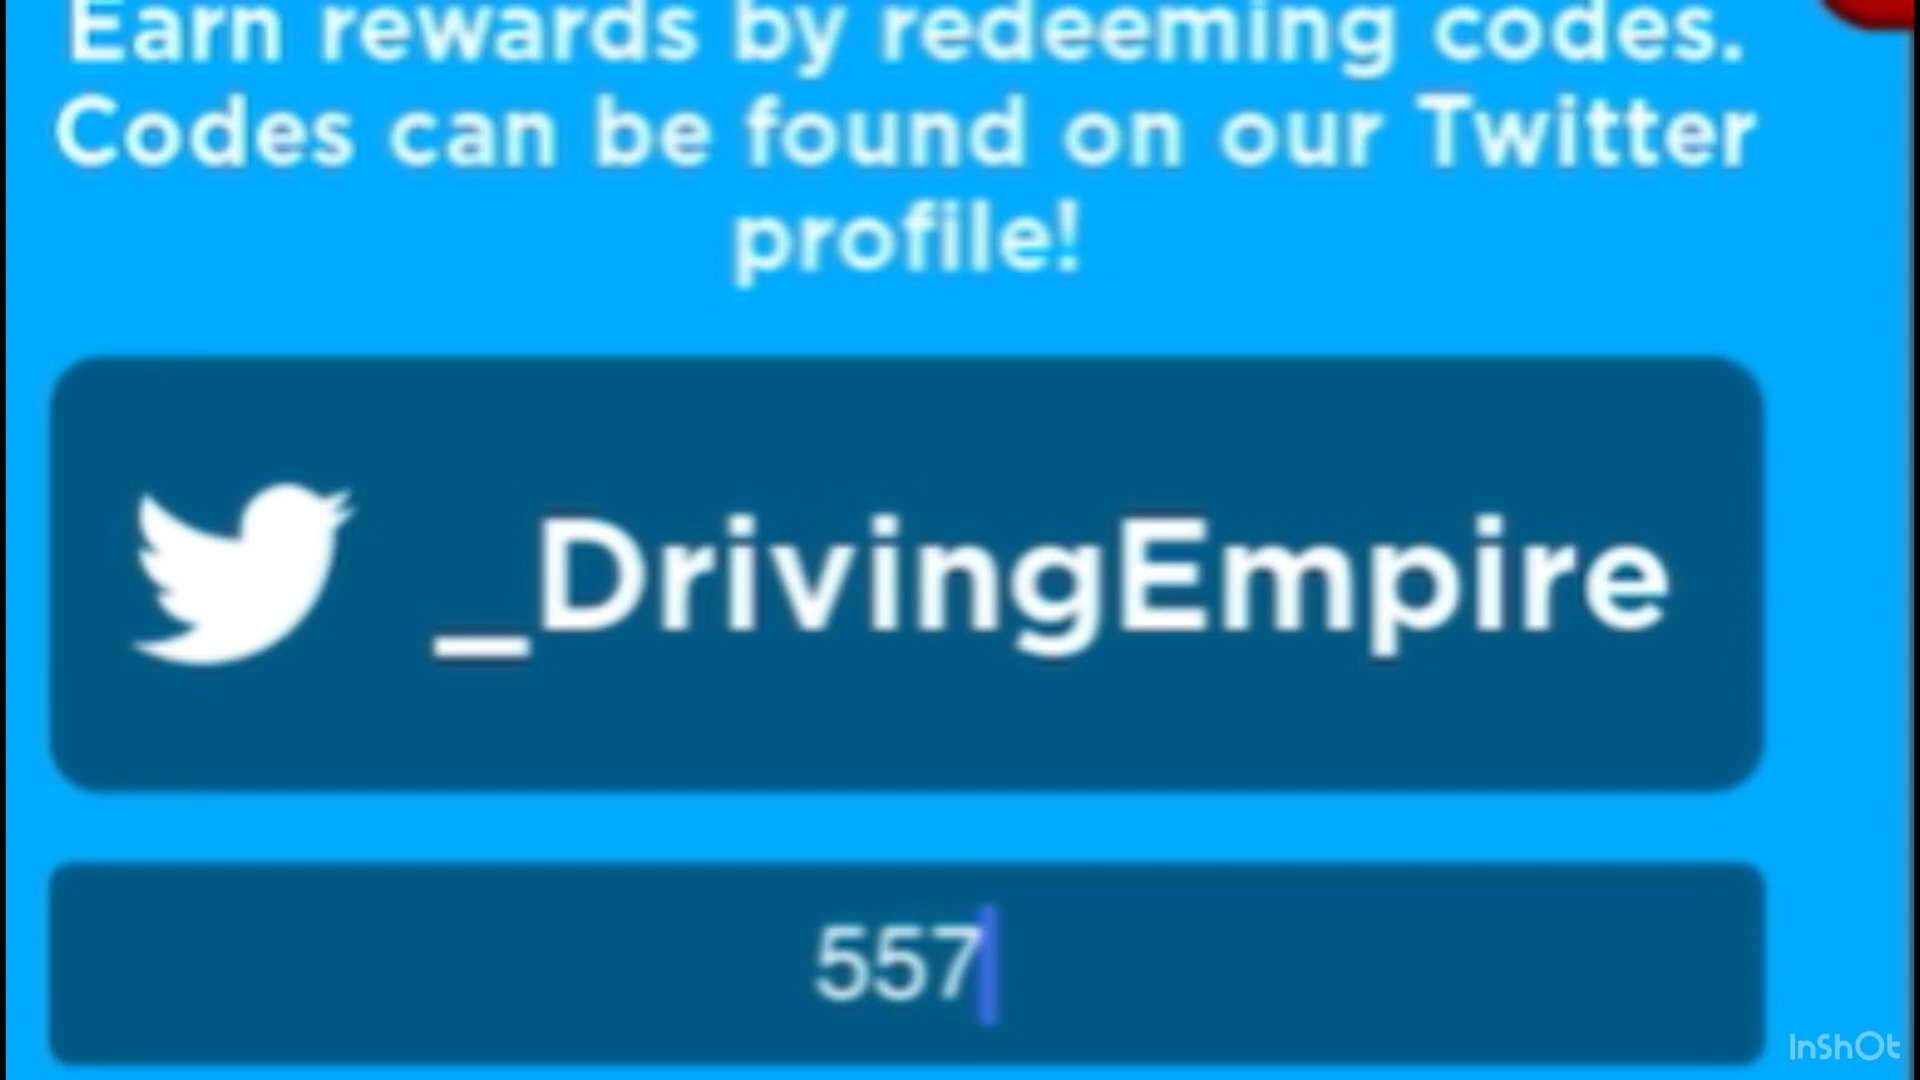 Earn rewards by redeeming codes.
Codes can be found on our Twitter
profile!
_DrivingEmpire
557
InShOt